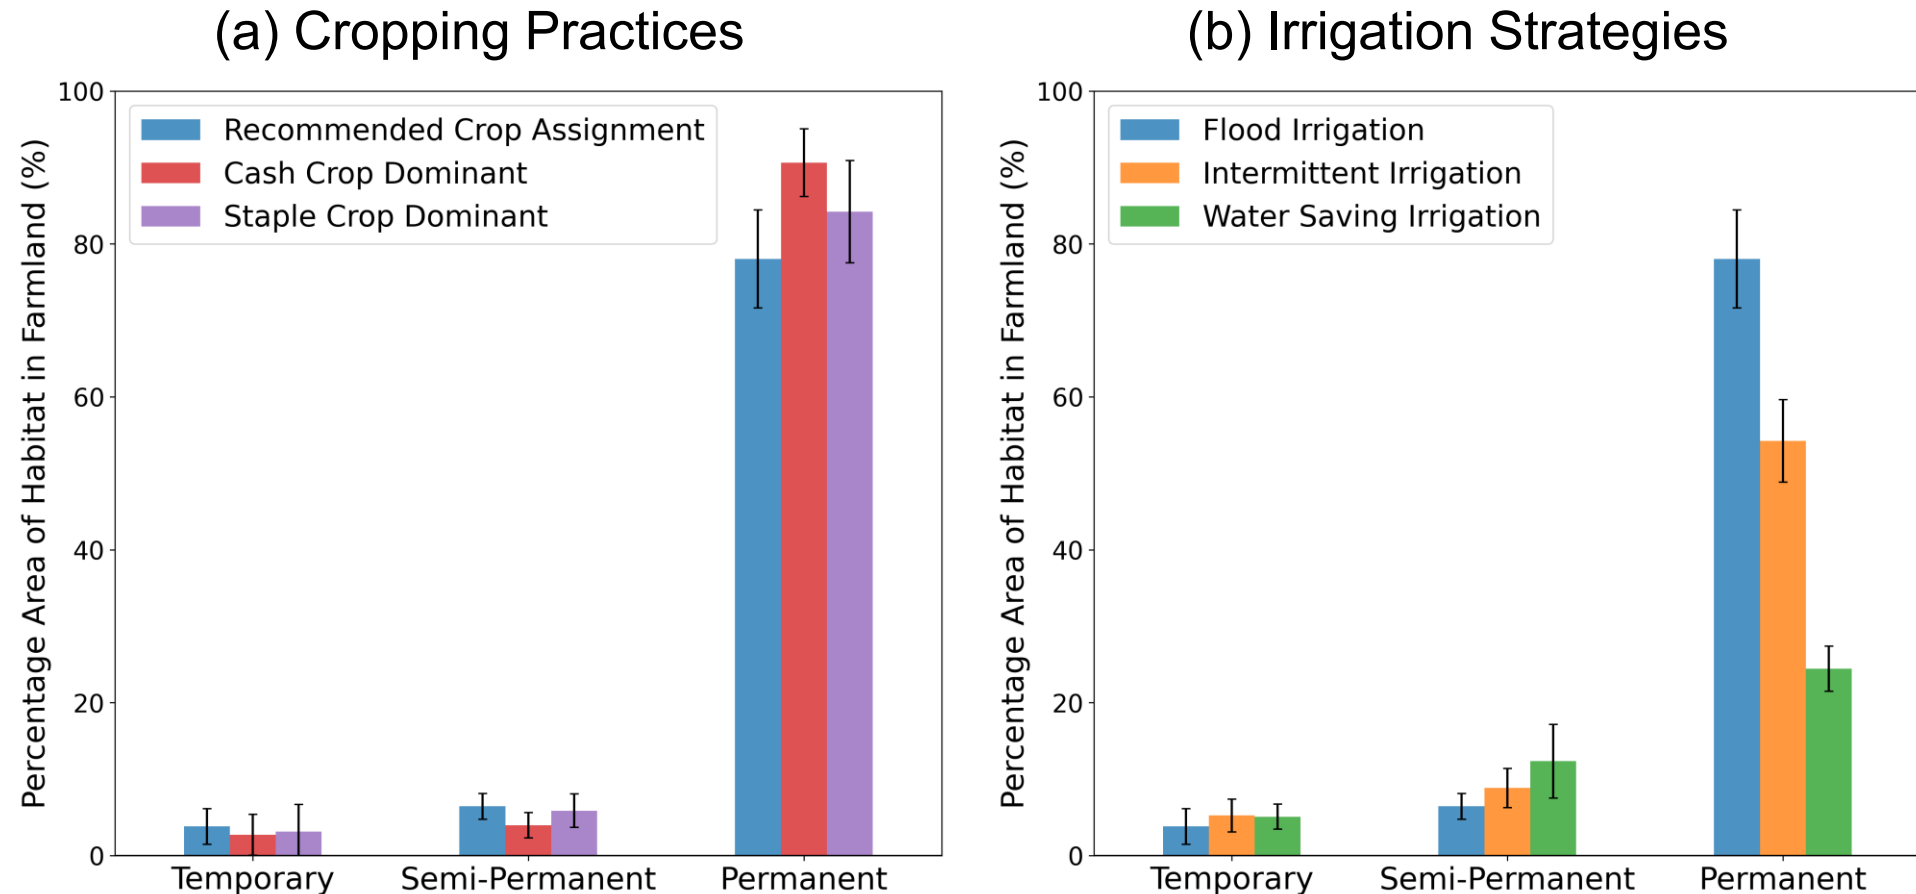 (a) Cropping Practices
Percentage Area of Habitat in Farmland (%)
100
80
60
40
20
0
Recommended Crop Assignment
Cash Crop Dominant
Staple Crop Dominant
Temporary
Semi-Permanent
Permanent
(b) Irrigation Strategies
Percentage Area of Habitat in Farmland (%)
100
80
60
40
20
0
Flood Irrigation
Intermittent Irrigation
Water Saving Irrigation
Temporary
Semi-Permanent
Permanent